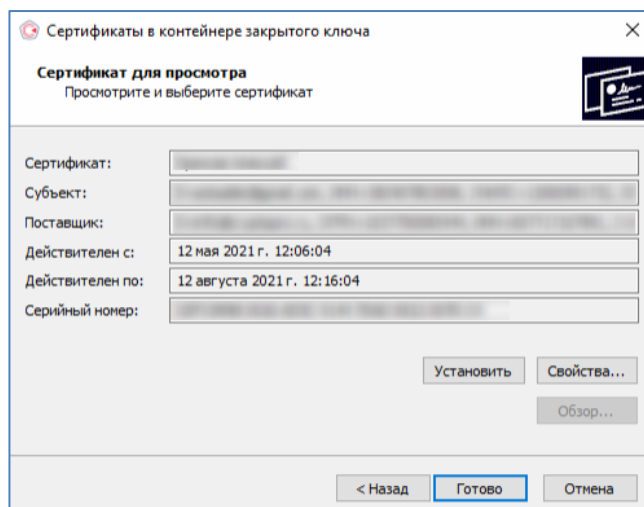 Сертификаты в контейнере закрытого ключа
Сертификат для просмотра
Просмотрите и выберите сертификат
Сертификат:
Субъект:
Поставщик:
Действителен с: 12 мая 2021 г. 12:06:04
Действителен по: 12 августа 2021 г. 12:16:04
Серийный номер:
Установить Свойства...
Обзор...
< Назад Готово Отмена